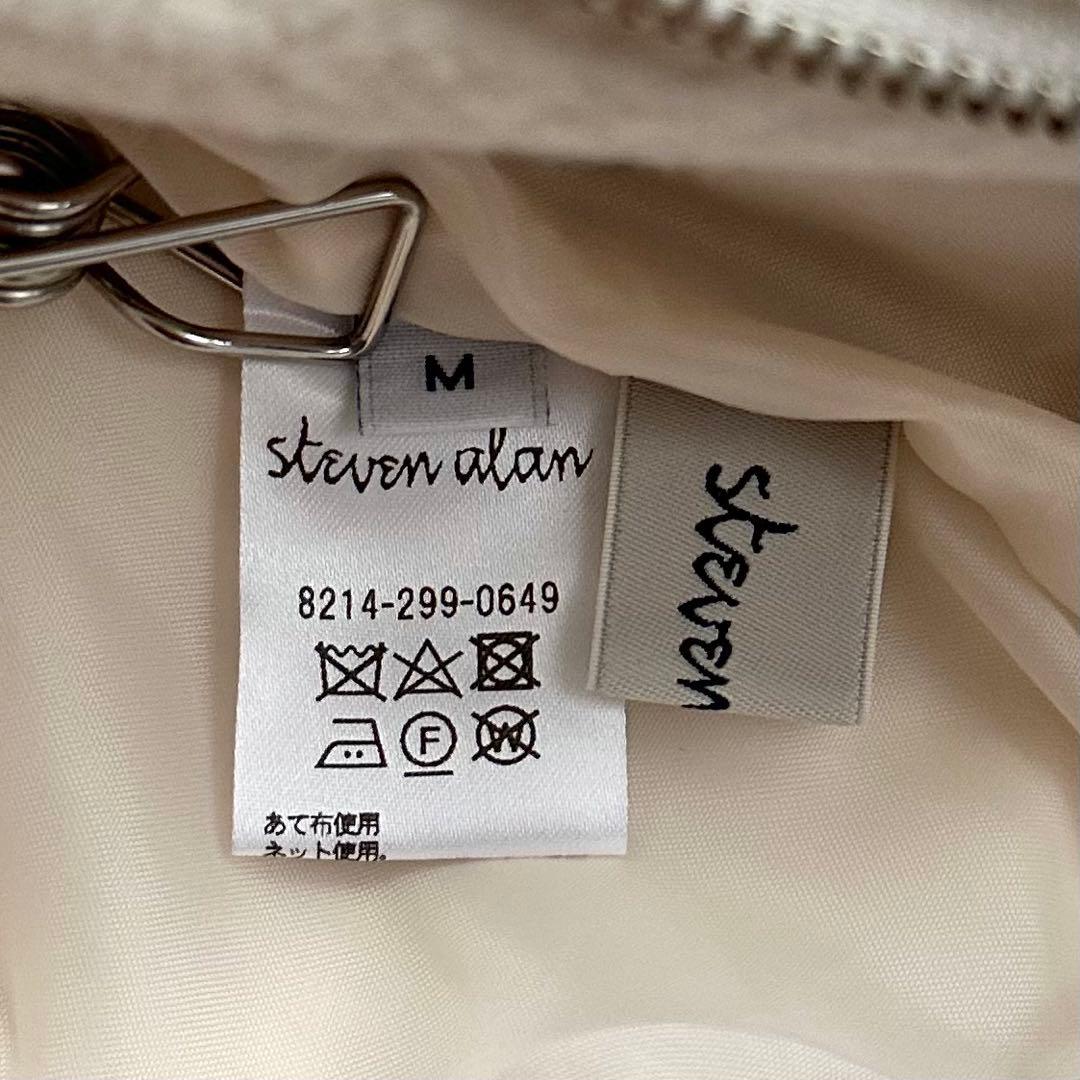 M
steven alan
8214-299-0649
F
W
あて布使用
ネット使用。
steven